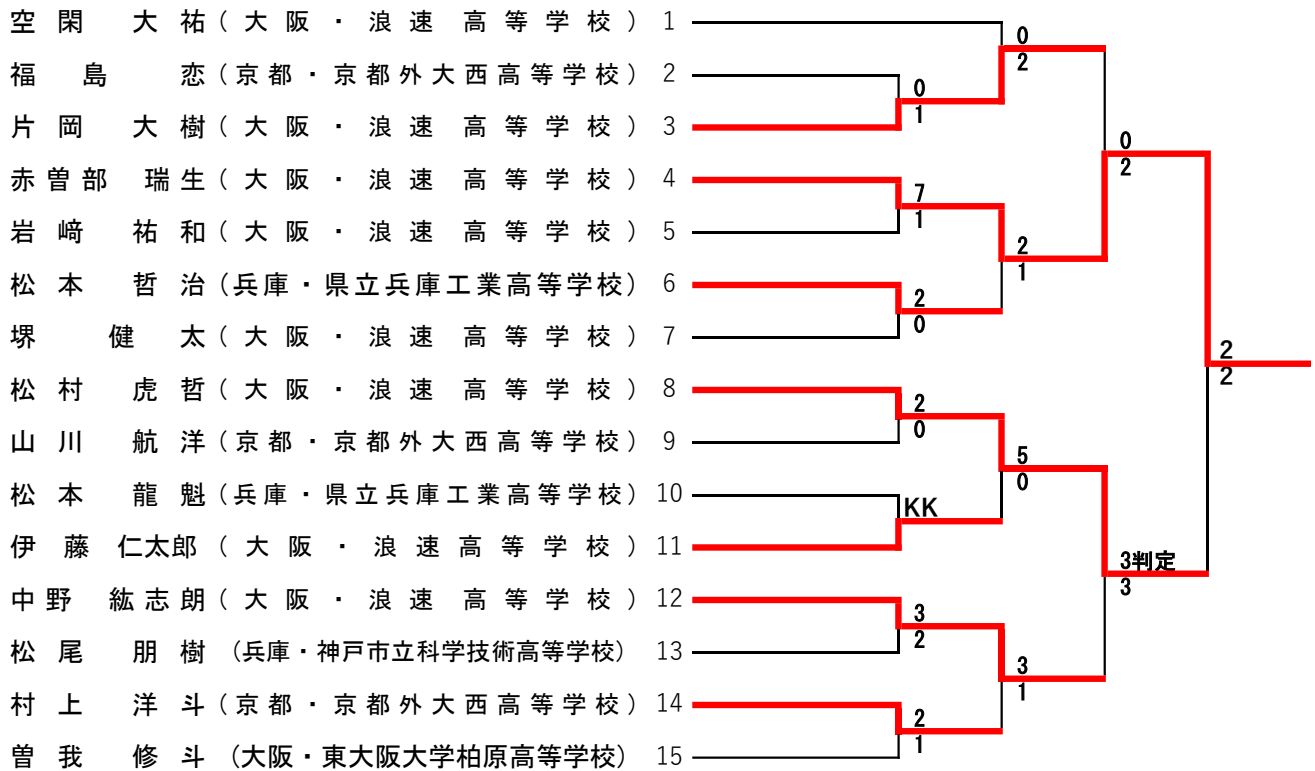 空閑 大祐(大阪・浪速高等学校) 1
0
2
福島 恋(京都・京都外大西高等学校) 2
0
1
片岡 大樹(大阪・浪速高等学校) 3
0
2
赤曽部 瑞生(大阪・浪速高等学校) 4
7
1
岩﨑 祐和(大阪・浪速高等学校) 5
2
1
松本 哲治(兵庫・県立兵庫工業高等学校) 6
2
0
堺 健太(大阪・浪速高等学校) 7
2
2
松村 虎哲(大阪・浪速高等学校) 8
2
0
山川 航洋(京都・京都外大西高等学校) 9
5
0
松本 龍魁(兵庫・県立兵庫工業高等学校) 10
KK
伊藤 仁太郎(大阪・浪速高等学校) 11
3判定
3
中野 紘志朗(大阪・浪速高等学校) 12
3
2
松尾 朋樹(兵庫・神戸市立科学技術高等学校) 13
3
1
村上 洋斗(京都・京都外大西高等学校) 14
2
1
曽我 修斗(大阪・東大阪大学柏原高等学校) 15